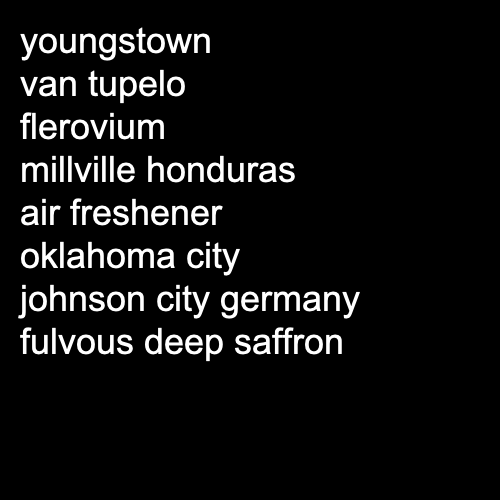 youngstown
van tupelo
flerovium
millville honduras
air freshener
oklahoma city
johnson city germany
fulvous deep saffron